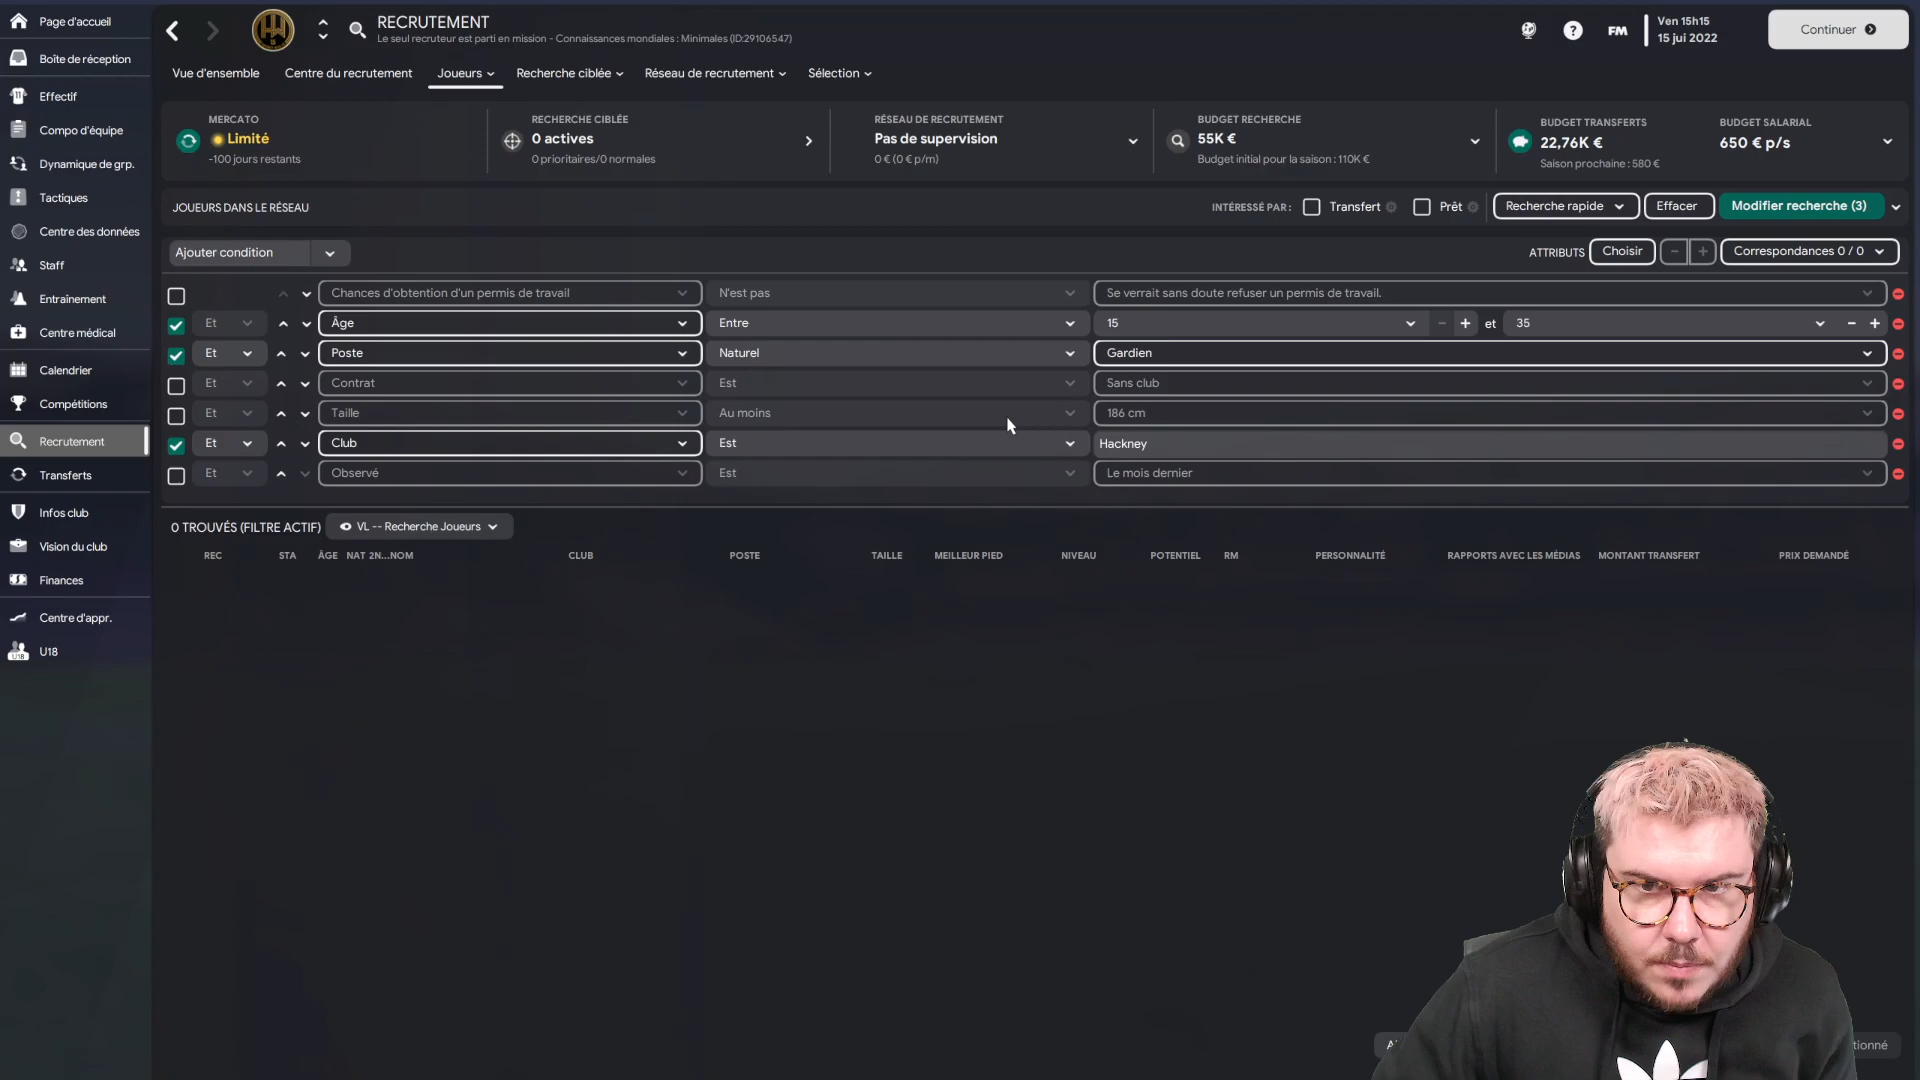 Page d'accueil
Boîte de réception
Effectif
Compo d'équipe
Dynamique de grp.
Tactiques
Centre des données
Staff
Entraînement
Centre médical
Calendrier
Compétitions
Recrutement
Transferts
Infos club
Vision du club
Finances
Centre d'appr.
U18
RECRUTEMENT
Le seul recruteur est parti en mission - Connaissances mondiales : Minimales (ID:29106547)
FM
Ven 15h15
15 jui 2022
Continuer
Vue d'ensemble Centre du recrutement Joueurs Recherche ciblée Réseau de recrutement Sélection
MERCATO
Limité
-100 jours restants
RECHERCHE CIBLÉE
0 actives
0 prioritaires/0 normales
RÉSEAU DE RECRUTEMENT
Pas de supervision
0 € (0 € p/m)
BUDGET RECHERCHE
55K €
Budget initial pour la saison : 110K €
BUDGET TRANSFERTS
22,76K €
Saison prochaine : 580 €
BUDGET SALARIAL
650 € p/s
JOUEURS DANS LE RÉSEAU INTÉRESSÉ PAR : Transfert Prêt Recherche rapide Effacer Modifier recherche (3)
Ajouter condition ATTRIBUTS Choisir - + Correspondances 0 / 0
Chances d'obtention d'un permis de travail N'est pas Se verrait sans doute refuser un permis de travail.
Et Âge Entre 15 - + et 35 - +
Et Poste Naturel Gardien
Et Contrat Est Sans club
Et Taille Au moins 186 cm
Et Club Est Hackney
Et Observé Est Le mois dernier
0 TROUVÉS (FILTRE ACTIF) VL -- Recherche Joueurs
REC STA ÂGE NAT 2N...NOM CLUB POSTE TAILLE MEILLEUR PIED NIVEAU POTENTIEL RM PERSONNALITÉ RAPPORTS AVEC LES MÉDIAS MONTANT TRANSFERT PRIX DEMANDÉ